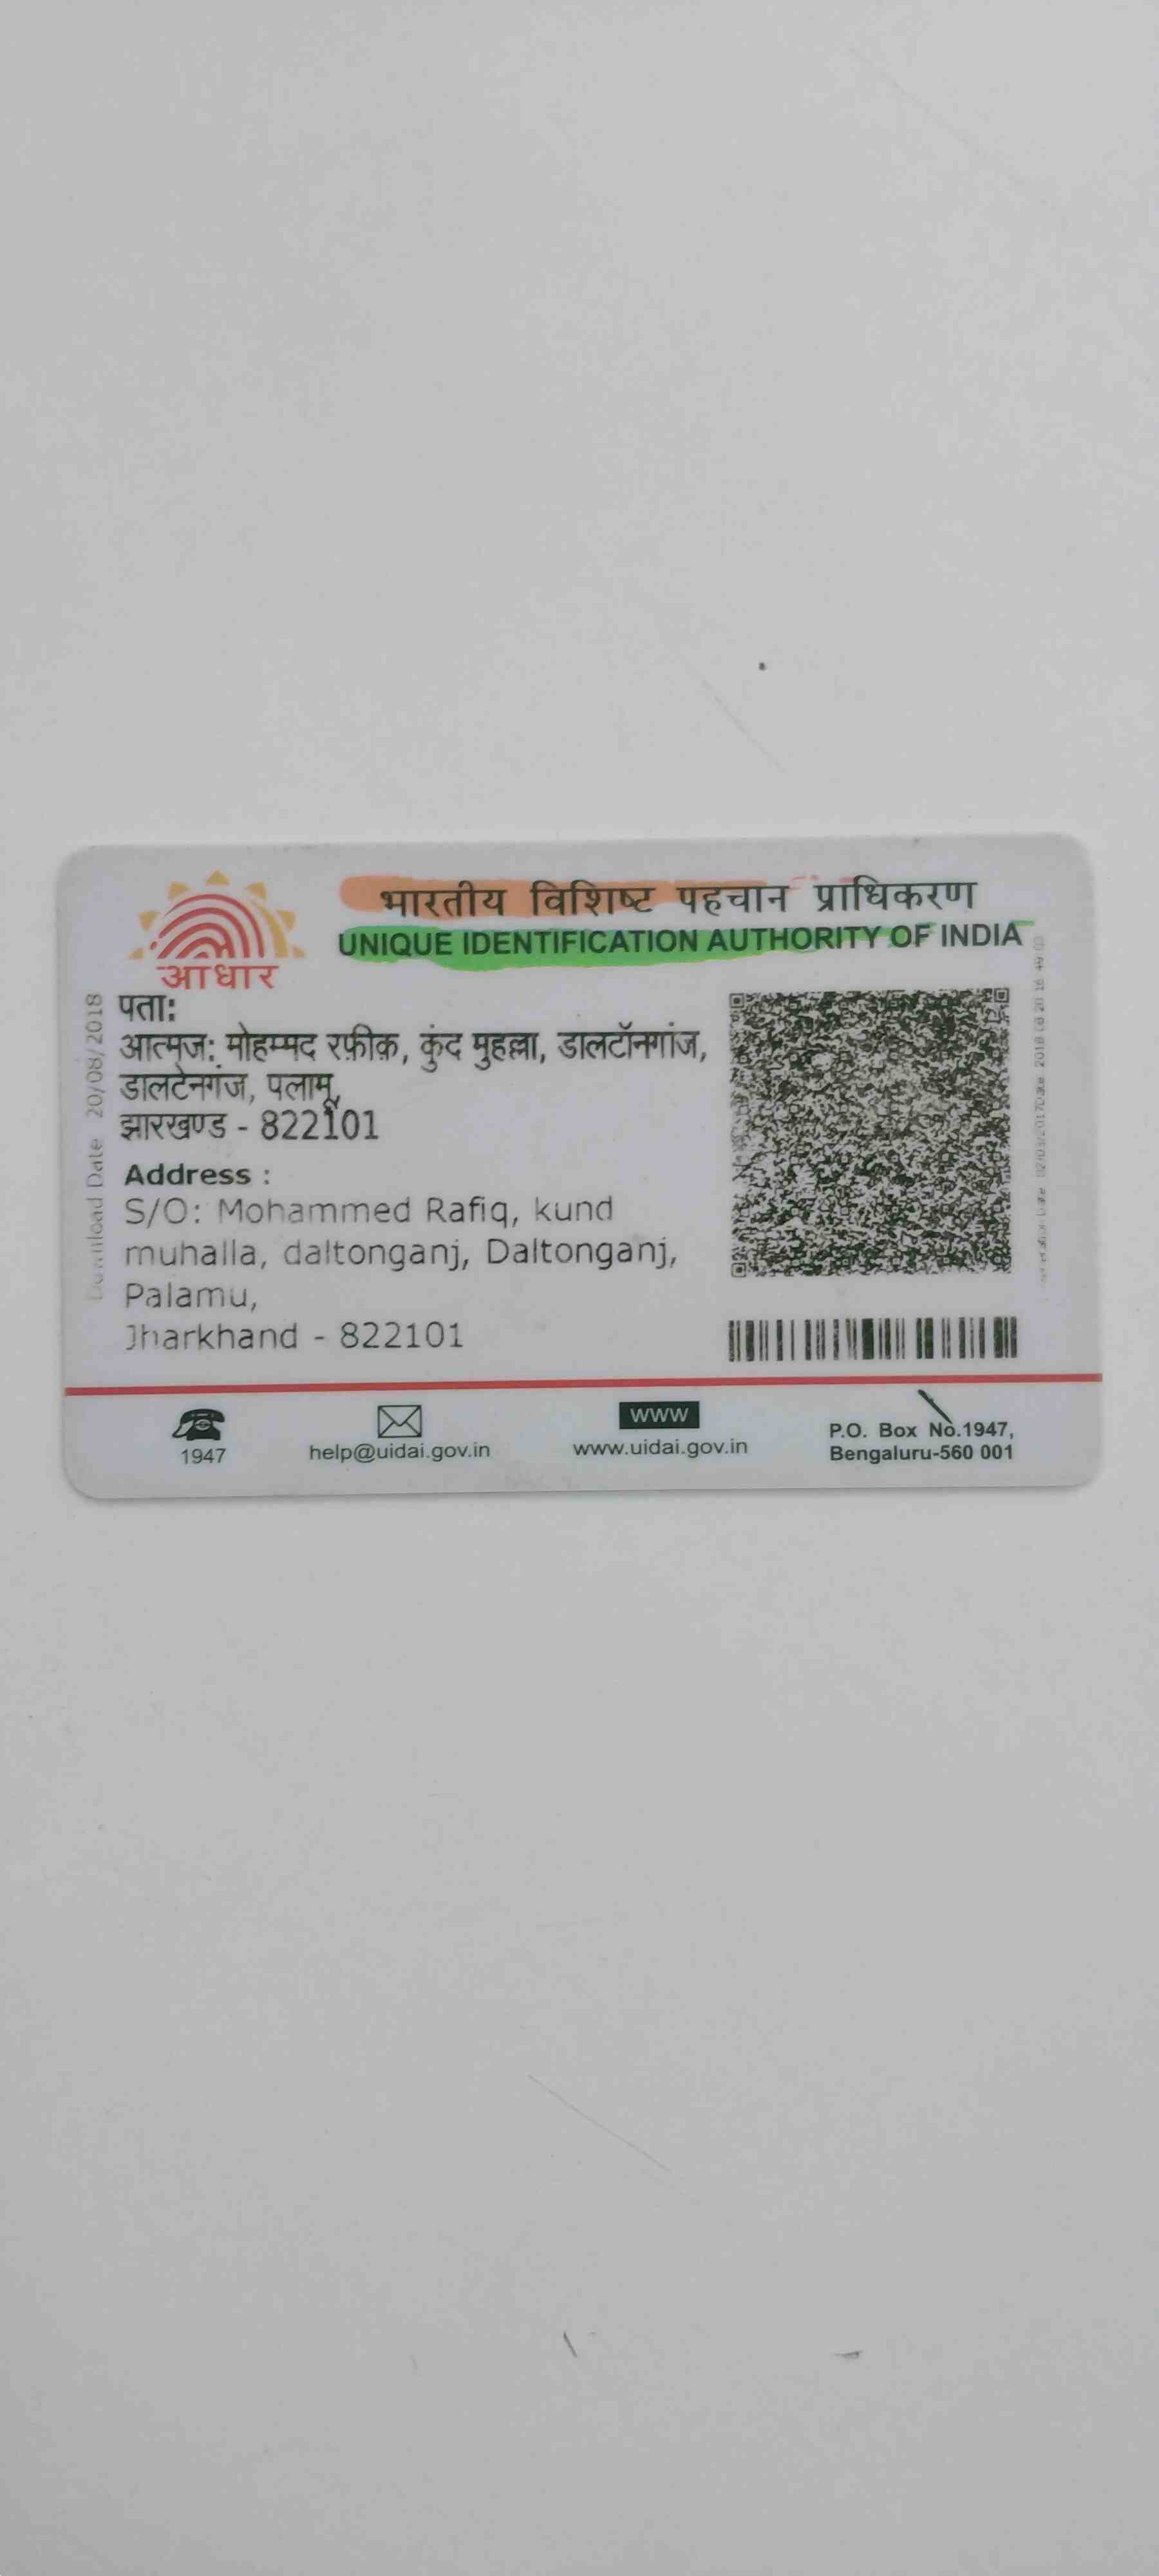 भारतीय विशिष्ट पहचान प्राधिकरण
UNIQUE IDENTIFICATION AUTHORITY OF INDIA
आधार
पता:
आत्मज: मोहम्मद रफ़ीक़, कुंद मुहल्ला, डालटॉनगांज,
डालटेनगंज, पलामू,
झारखण्ड - 822101
Address :
S/O: Mohammed Rafiq, kund
muhalla, daltonganj, Daltonganj,
Palamu,
Jharkhand - 822101
Download Date 20/08/2018
1947
help@uidai.gov.in
www
www.uidai.gov.in
P.O. Box No.1947,
Bengaluru-560 001